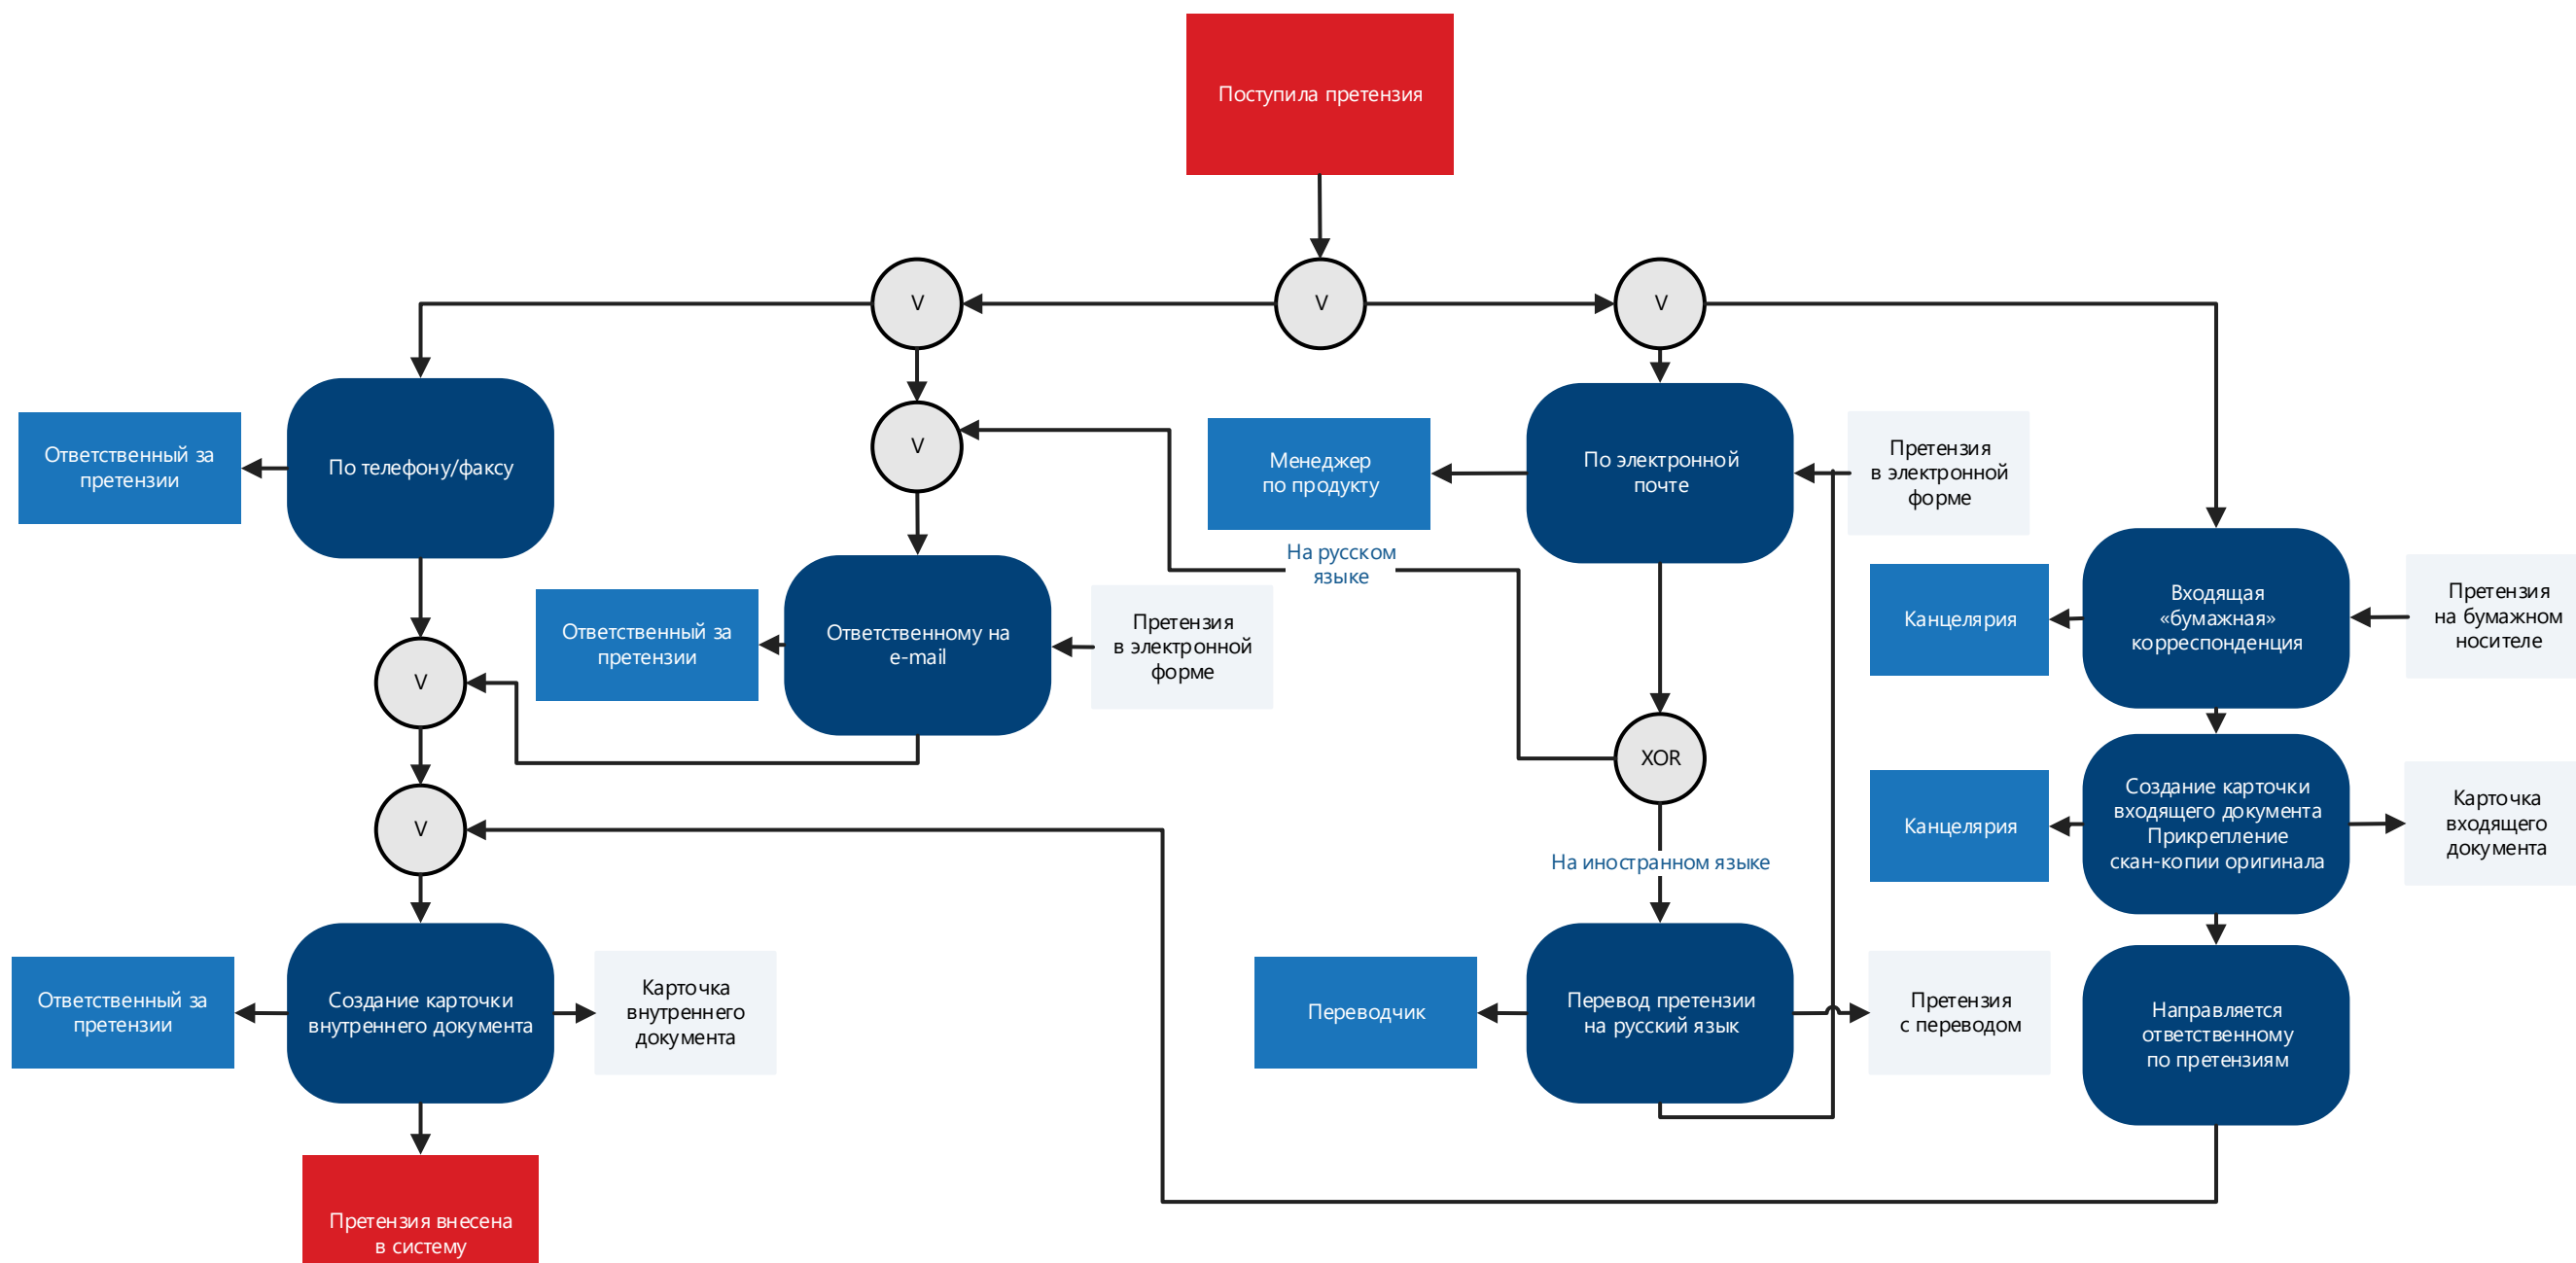 Поступила претензия
V
V
V
По телефону/факсу
Ответственный за
претензии
V
По электронной
почте
Менеджер
по продукту
Претензия
в электронной
форме
На русском
языке
Ответственному на
e-mail
Ответственный за
претензии
Претензия
в электронной
форме
Входящая
«бумажная»
корреспонденция
Канцелярия
Претензия
на бумажном
носителе
V
XOR
V
Создание карточки
входящего документа
Прикрепление
скан-копии оригинала
Канцелярия
Карточка
входящего
документа
На иностранном языке
Создание карточки
внутреннего документа
Ответственный за
претензии
Карточка
внутреннего
документа
Переводчик
Перевод претензии
на русский язык
Претензия
с переводом
Направляется
ответственному
по претензиям
Претензия внесена
в систему